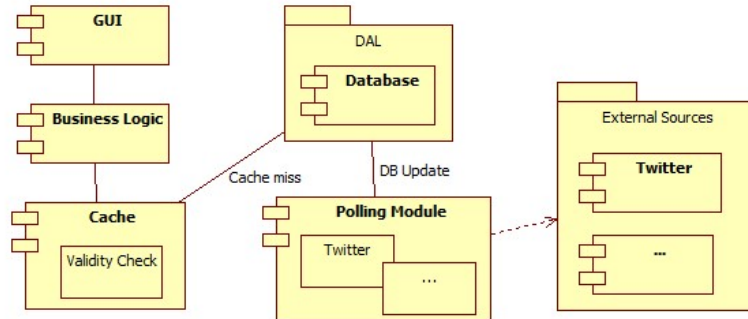 GUI
Business Logic
Cache
Validity Check
Cache miss
DAL
Database
DB Update
Polling Module
Twitter
...
External Sources
Twitter
...